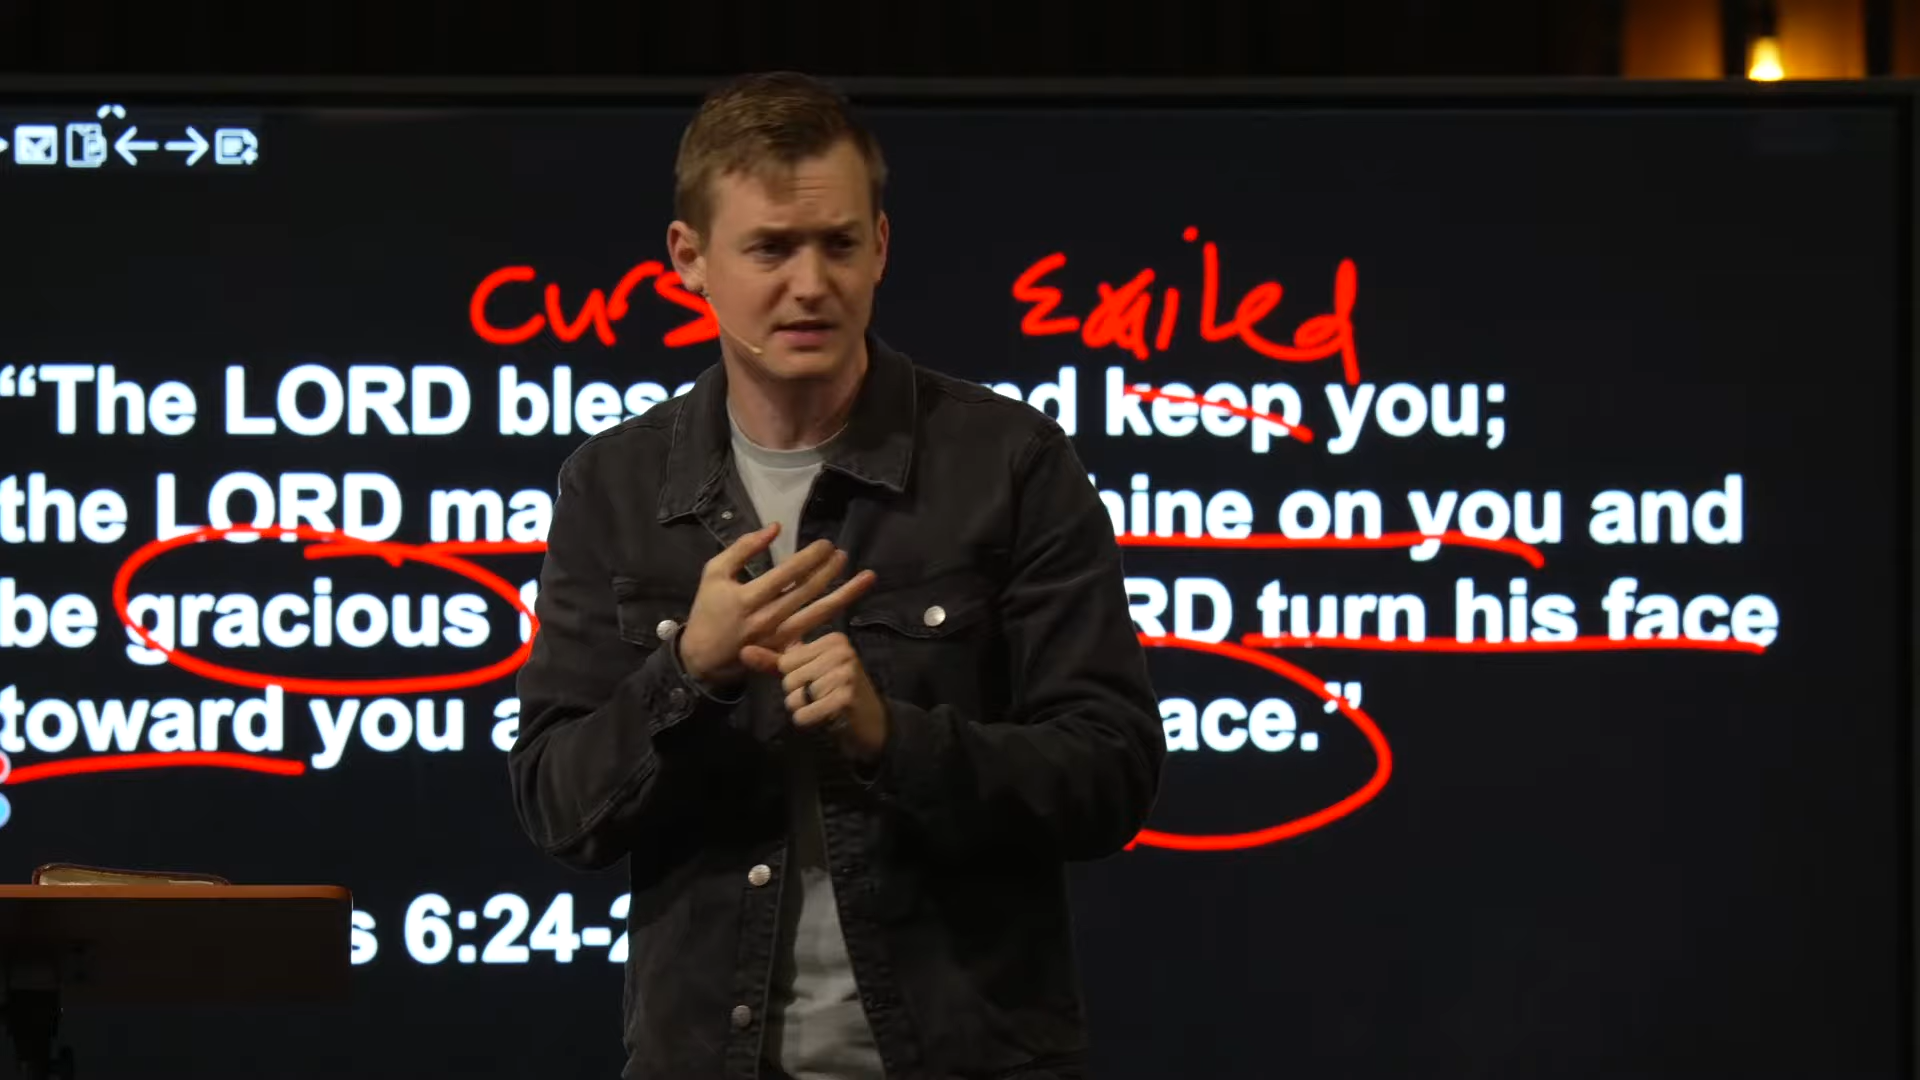 curs Exiled
“The LORD bles nd keep you;
the LORD ma hine on you and
be gracious RD turn his face
toward you a ace.”
s 6:24-2